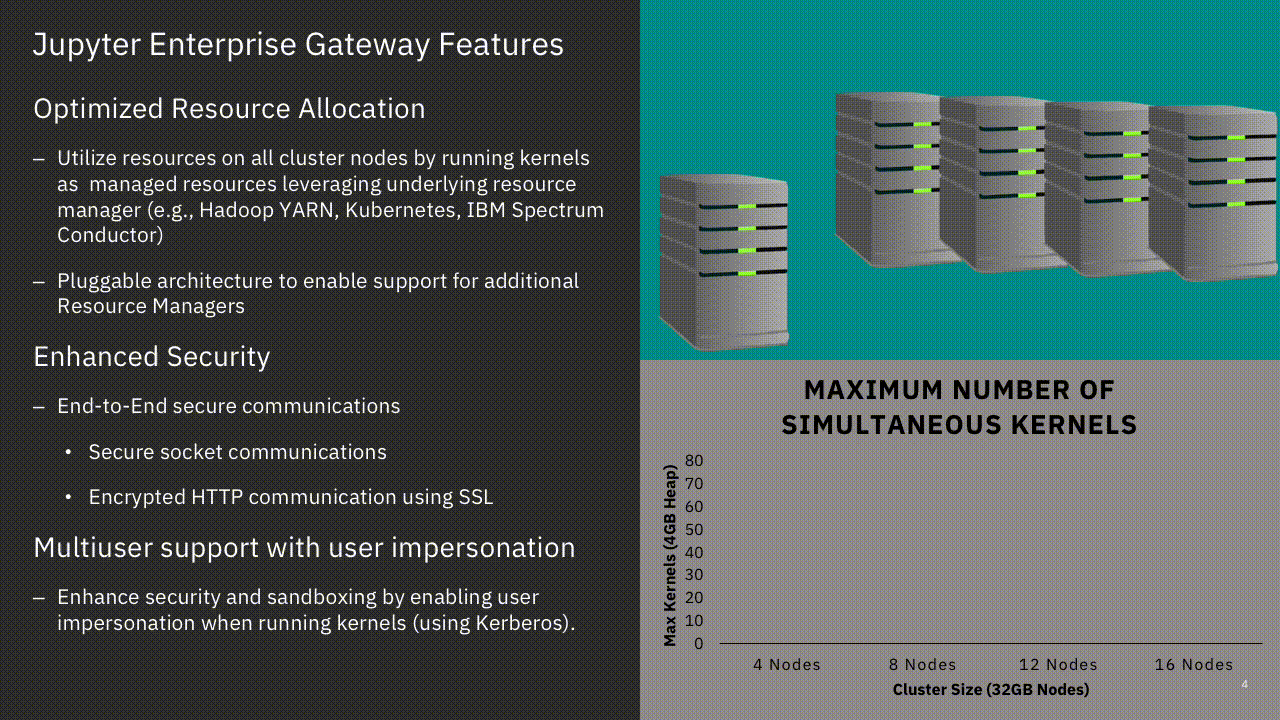 Jupyter Enterprise Gateway Features
Optimized Resource Allocation
– Utilize resources on all cluster nodes by running kernels
as  managed resources leveraging underlying resource
manager (e.g., Hadoop YARN, Kubernetes, IBM Spectrum
Conductor)
– Pluggable architecture to enable support for additional
Resource Managers
Enhanced Security
– End-to-End secure communications
• Secure socket communications
• Encrypted HTTP communication using SSL
Multiuser support with user impersonation
– Enhance security and sandboxing by enabling user
impersonation when running kernels (using Kerberos).
MAXIMUM NUMBER OF
SIMULTANEOUS KERNELS
Max Kernels (4GB Heap)
80
70
60
50
40
30
20
10
0
4 Nodes 8 Nodes 12 Nodes 16 Nodes
Cluster Size (32GB Nodes)
4